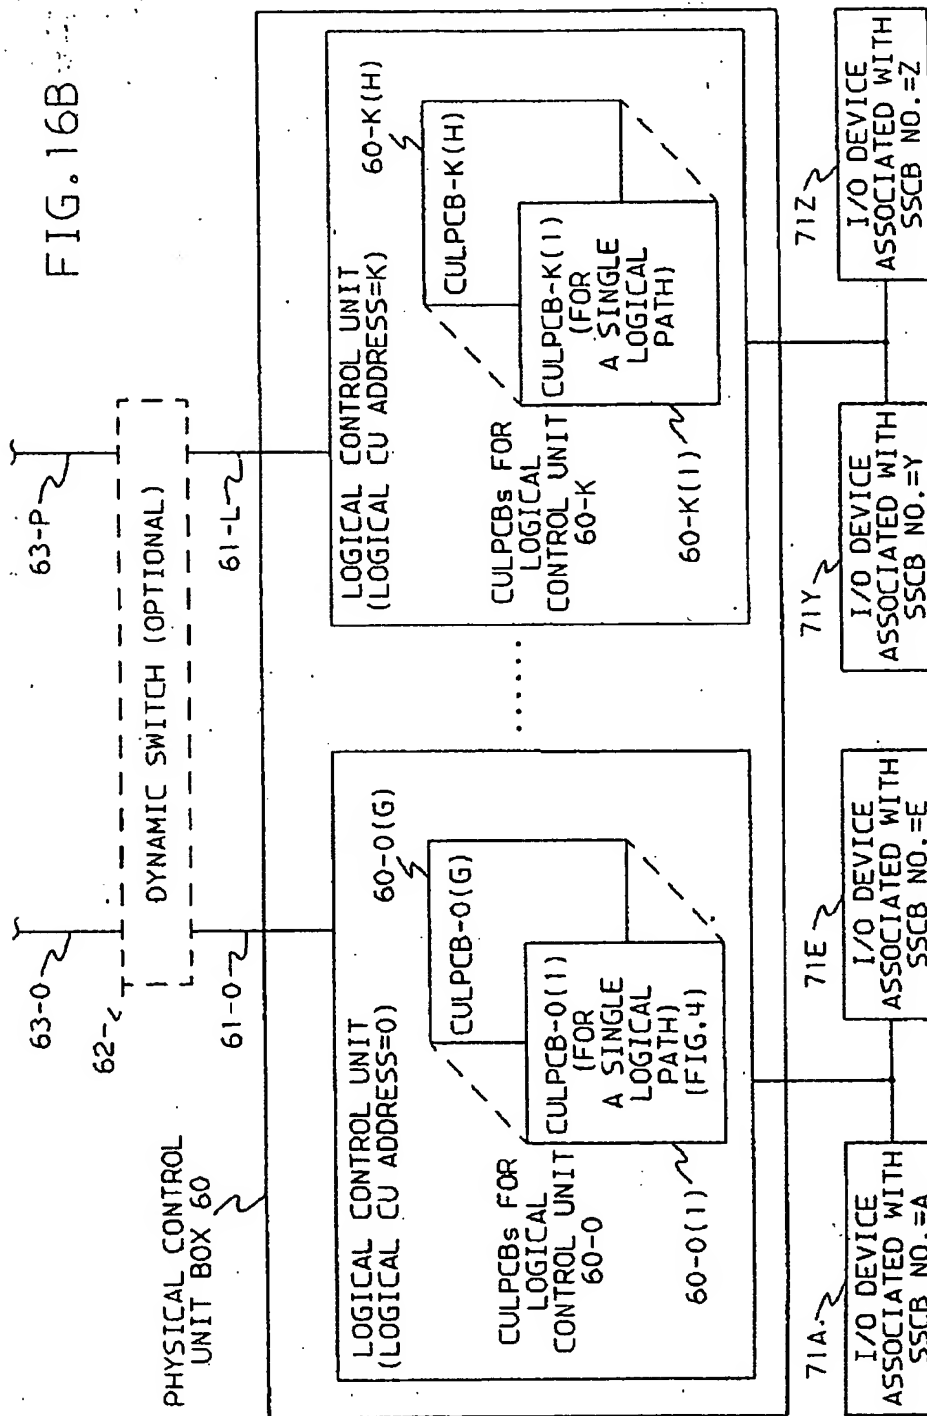 FIG.16B
63-0
63-P
62
DYNAMIC SWITCH (OPTIONAL)
61-0
61-L
PHYSICAL CONTROL
UNIT BOX 60
LOGICAL CONTROL UNIT
(LOGICAL CU ADDRESS=0)
60-0(G)
CULPCBs FOR
LOGICAL
CONTROL UNIT
60-0
CULPCB-0(G)
CULPCB-0(1)
(FOR
A SINGLE
LOGICAL
PATH)
(FIG.4)
60-0(1)
......
LOGICAL CONTROL UNIT
(LOGICAL CU ADDRESS=K)
60-K(H)
CULPCBs FOR
LOGICAL
CONTROL UNIT
60-K
CULPCB-K(H)
CULPCB-K(1)
(FOR
A SINGLE
LOGICAL
PATH)
60-K(1)
71A
I/O DEVICE
ASSOCIATED WITH
SSCB NO.=A
71E
I/O DEVICE
ASSOCIATED WITH
SSCB NO.=E
71Y
I/O DEVICE
ASSOCIATED WITH
SSCB NO.=Y
71Z
I/O DEVICE
ASSOCIATED WITH
SSCB NO.=Z